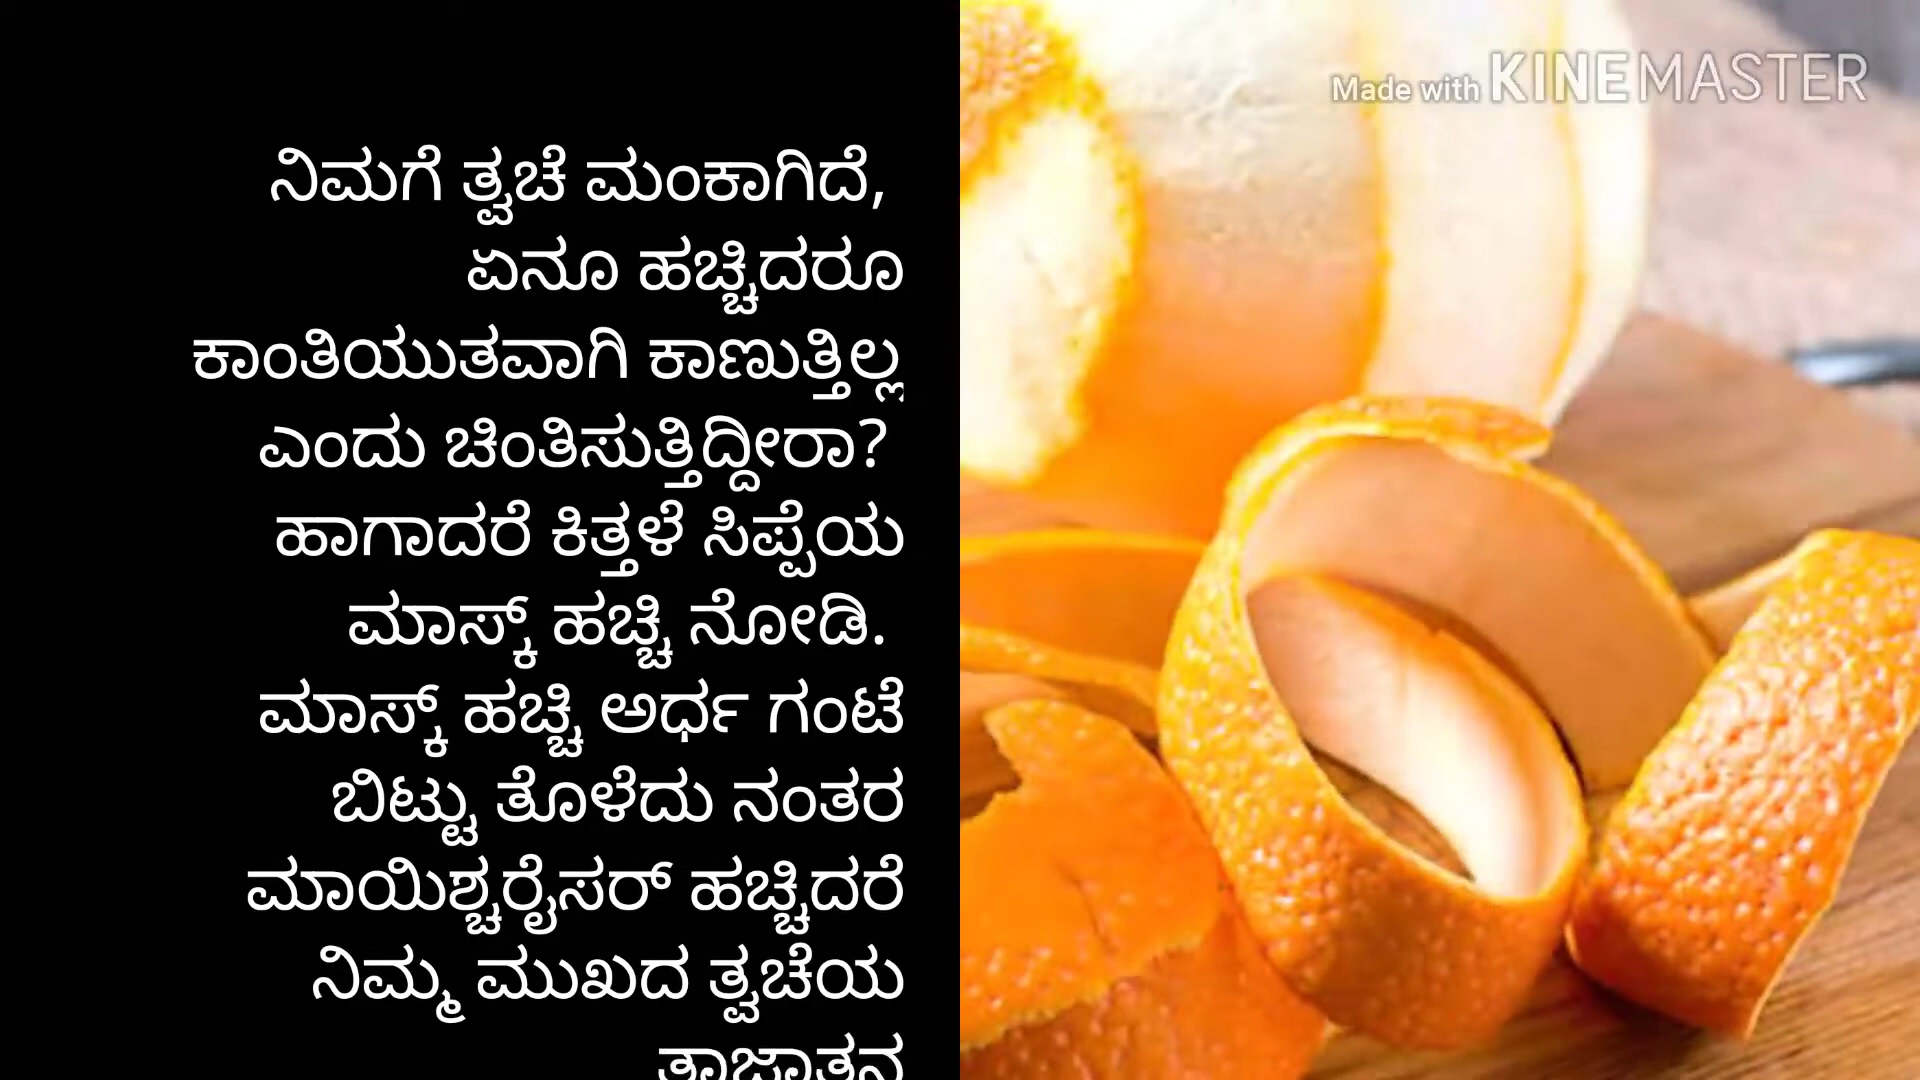 ನಿಮಗೆ ತ್ವಚೆ ಮಂಕಾಗಿದೆ,
ಏನೂ ಹಚ್ಚಿದರೂ
ಕಾಂತಿಯುತವಾಗಿ ಕಾಣುತ್ತಿಲ್ಲ
ಎಂದು ಚಿಂತಿಸುತ್ತಿದ್ದೀರಾ?
ಹಾಗಾದರೆ ಕಿತ್ತಳೆ ಸಿಪ್ಪೆಯ
ಮಾಸ್ಕ್ ಹಚ್ಚಿ ನೋಡಿ.
ಮಾಸ್ಕ್ ಹಚ್ಚಿ ಅರ್ಧ ಗಂಟೆ
ಬಿಟ್ಟು ತೊಳೆದು ನಂತರ
ಮಾಯಿಶ್ಚರೈಸರ್ ಹಚ್ಚಿದರೆ
ನಿಮ್ಮ ಮುಖದ ತ್ವಚೆಯ
ತಾಜಾತನ
Made with KINEMASTER